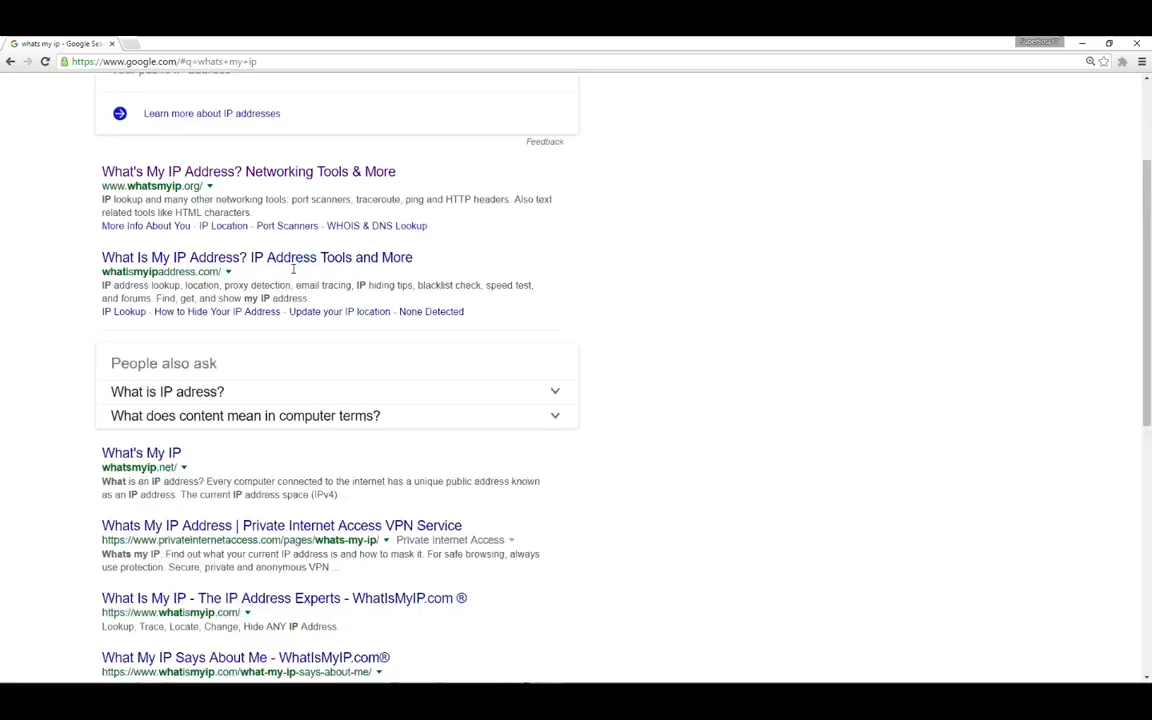 whats my ip - Google Sea
https://www.google.com/#q=whats+my+ip
Learn more about IP addresses
Feedback
What's My IP Address? Networking Tools & More
www.whatsmyip.org/
IP lookup and many other networking tools: port scanners, traceroute, ping and HTTP headers. Also text
related tools like HTML characters.
More Info About You - IP Location - Port Scanners - WHOIS & DNS Lookup
What Is My IP Address? IP Address Tools and More
whatismyipaddress.com/
IP address lookup, location, proxy detection, email tracing, IP hiding tips, blacklist check, speed test,
and forums. Find, get, and show my IP address.
IP Lookup - How to Hide Your IP Address - Update your IP location - None Detected
People also ask
What is IP adress?
What does content mean in computer terms?
What's My IP
whatsmyip.net/
What is an IP address? Every computer connected to the internet has a unique public address known
as an IP address. The current IP address space (IPv4)
Whats My IP Address | Private Internet Access VPN Service
https://www.privateinternetaccess.com/pages/whats-my-ip/ Private Internet Access
Whats my IP. Find out what your current IP address is and how to mask it. For safe browsing, always
use protection. Secure, private and anonymous VPN ...
What Is My IP - The IP Address Experts - WhatIsMyIP.com ®
https://www.whatismyip.com/
Lookup, Trace, Locate, Change, Hide ANY IP Address.
What My IP Says About Me - WhatIsMyIP.com®
https://www.whatismyip.com/what-my-ip-says-about-me/